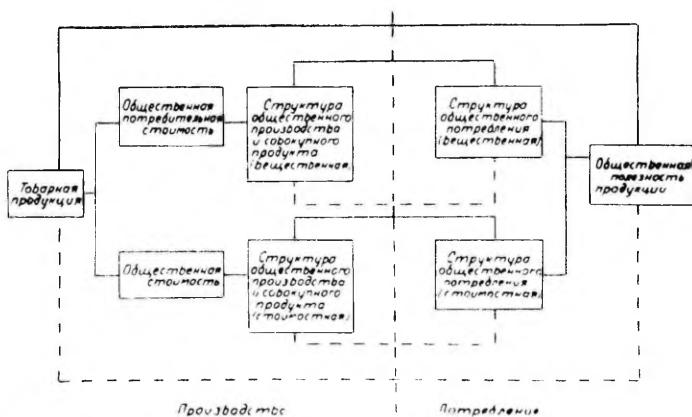 Общественная
потребительная
стоимость
Структура
общественного
производства
и совокупного
продукта
(вещественная)
Структура
общественного
потребления
(вещественная)
Товарная
продукция
Общественная
полезность
продукции
Общественная
стоимость
Структура
общественного
производства
и совокупного
продукта
(стоимостная)
Структура
общественного
потребления
(стоимостная)
Производство
Потребление